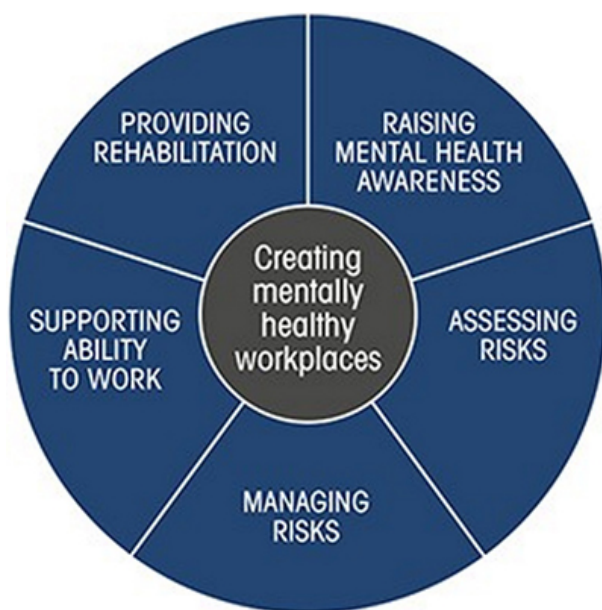 PROVIDING
REHABILITATION
RAISING
MENTAL HEALTH
AWARENESS
Creating
mentally
healthy
workplaces
SUPPORTING
ABILITY
TO WORK
ASSESSING
RISKS
MANAGING
RISKS